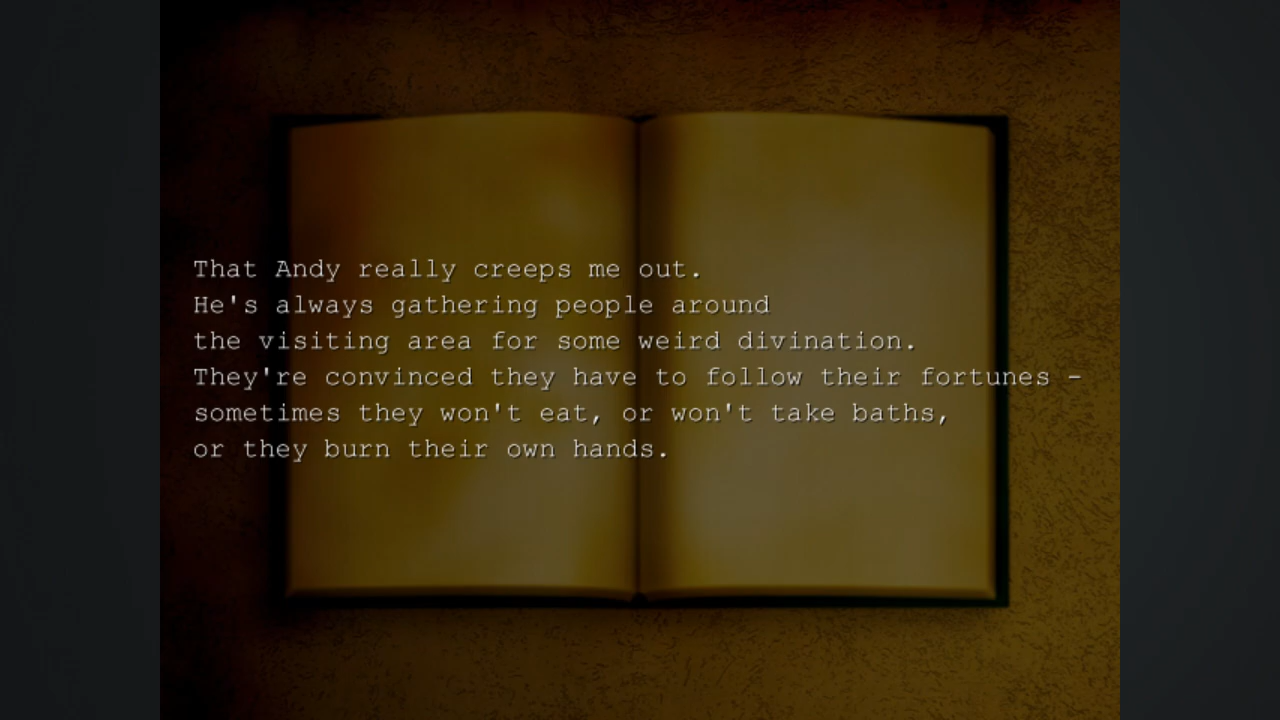 That Andy really creeps me out.
He's always gathering people around
the visiting area for some weird divination.
They're convinced they have to follow their fortunes -
sometimes they won't eat, or won't take baths,
or they burn their own hands.